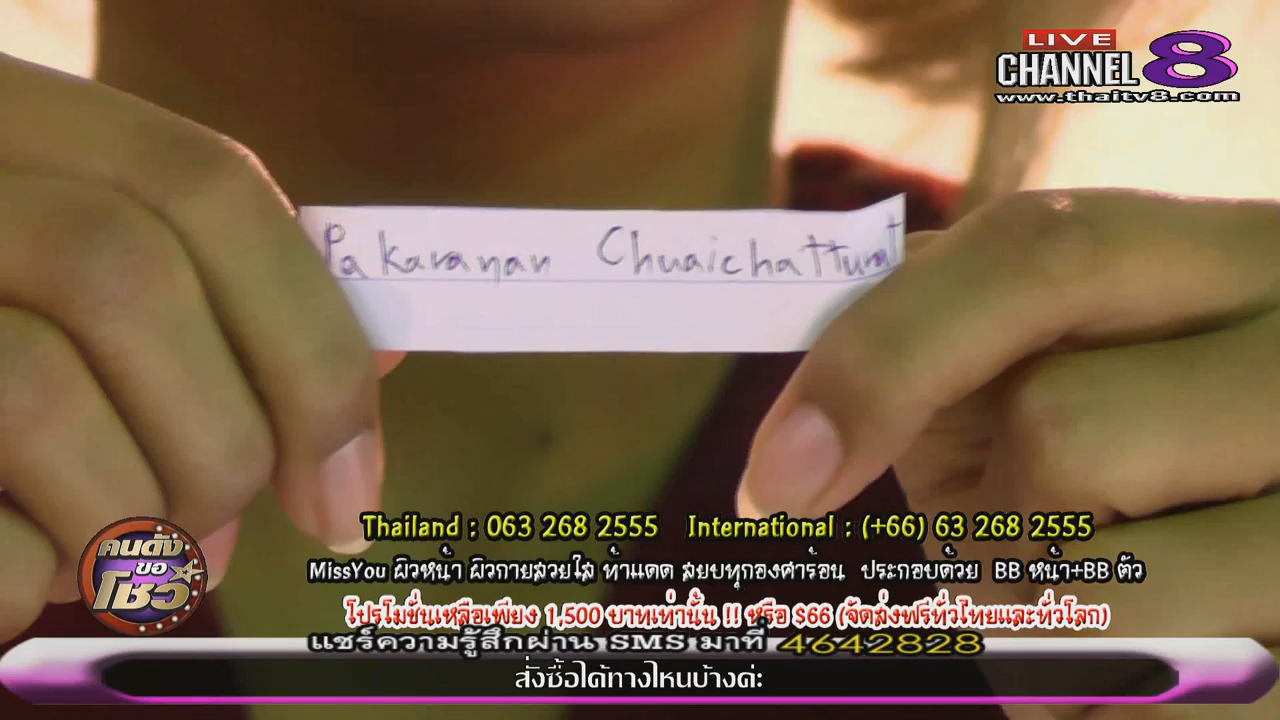 LIVE
CHANNEL 8
www.thaitv8.com
Pakaranan Chuaichatturat
Thailand : 063 268 2555 International : (+66) 63 268 2555
MissYou ผิวหน้า ผิวกายสวยใส ท้าแดด สยบทุกองศาร้อน ประกอบด้วย BB หน้า+BB ตัว
โปรโมชั่นเหลือเพียง 1,500 บาทเท่านั้น !! หรือ $66 (จัดส่งฟรีทั่วไทยและทั่วโลก)
คนดัง
ขอ
โชว์
แชร์ความรู้สึกผ่าน SMS มาที่ 4642828
สั่งซื้อได้ทางไหนบ้างค่ะ